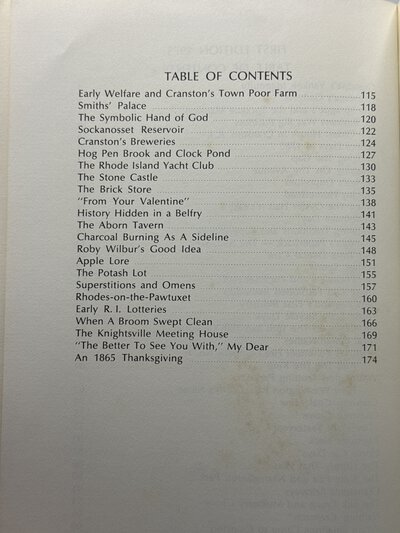 TABLE OF CONTENTS
Early Welfare and Cranston's Town Poor Farm 115
Smiths' Palace 118
The Symbolic Hand of God 120
Sockanosset Reservoir 122
Cranston's Breweries 124
Hog Pen Brook and Clock Pond 127
The Rhode Island Yacht Club 130
The Stone Castle 133
The Brick Store 135
"From Your Valentine" 138
History Hidden in a Belfry 141
The Aborn Tavern 143
Charcoal Burning As A Sideline 145
Roby Wilbur's Good Idea 148
Apple Lore 151
The Potash Lot 155
Superstitions and Omens 157
Rhodes-on-the-Pawtuxet 160
Early R. I. Lotteries 163
When A Broom Swept Clean 166
The Knightsville Meeting House 169
"The Better To See You With," My Dear 171
An 1865 Thanksgiving 174